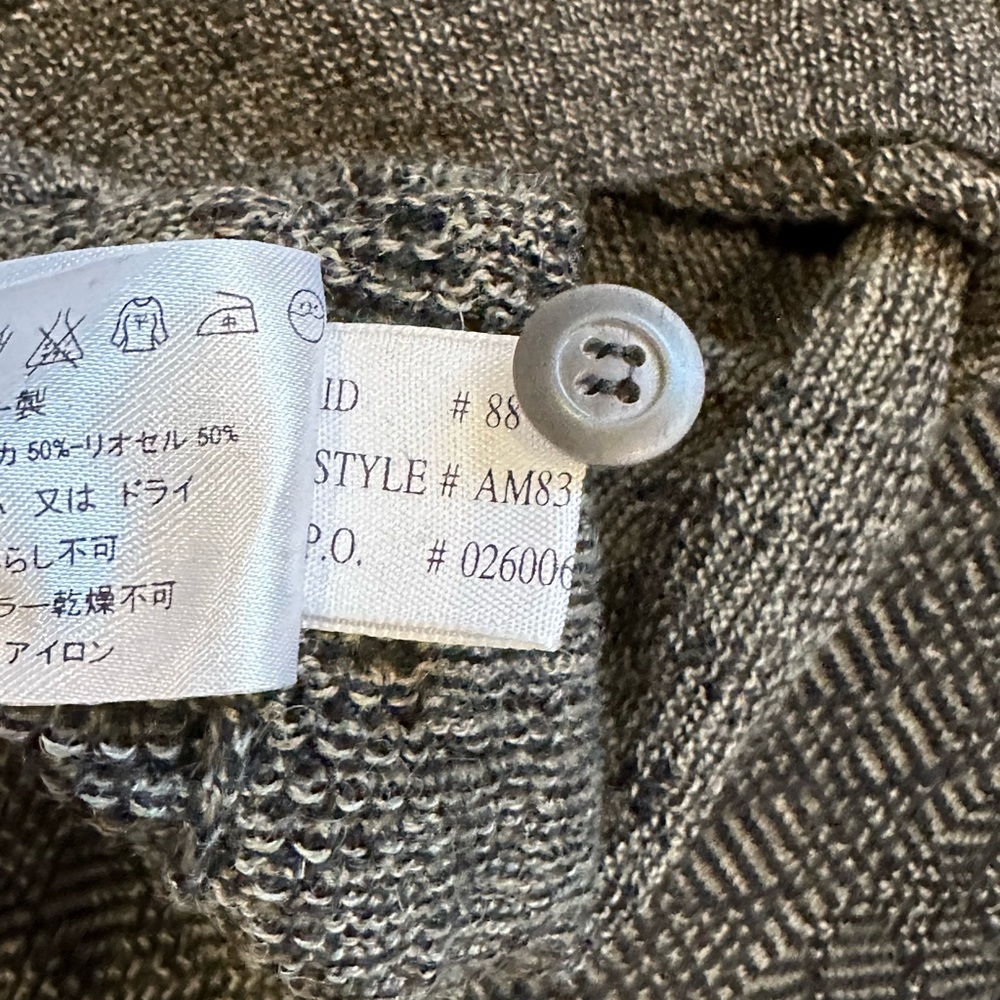 ー製
カ 50%-リオセル 50%
、又は ドライ
らし不可
ラー乾燥不可
アイロン
ID # 88
STYLE # AM83
P.O. # 026006